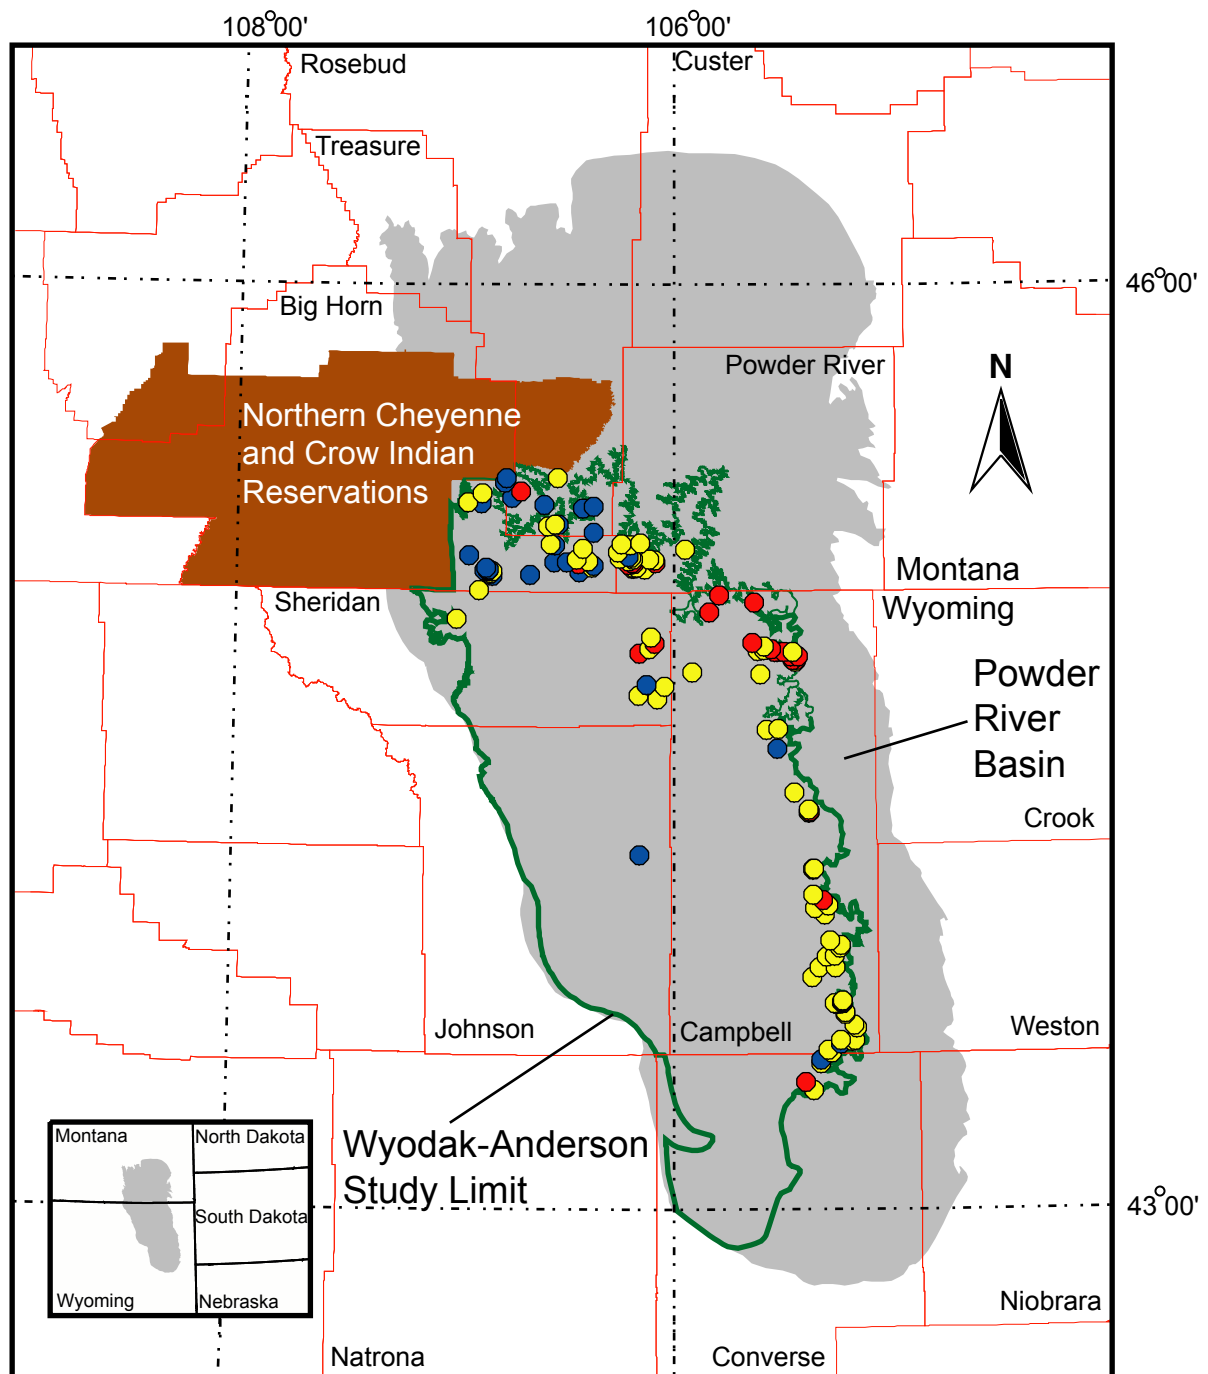 108°00'
106°00'
Rosebud
Custer
Treasure
46°00'
Big Horn
Powder River
N
Northern Cheyenne
and Crow Indian
Reservations
Montana
Sheridan
Wyoming
Powder
River
Basin
Crook
Johnson
Campbell
Weston
Wyodak-Anderson
Study Limit
Montana
North Dakota
South Dakota
Wyoming
Nebraska
43°00'
Niobrara
Natrona
Converse